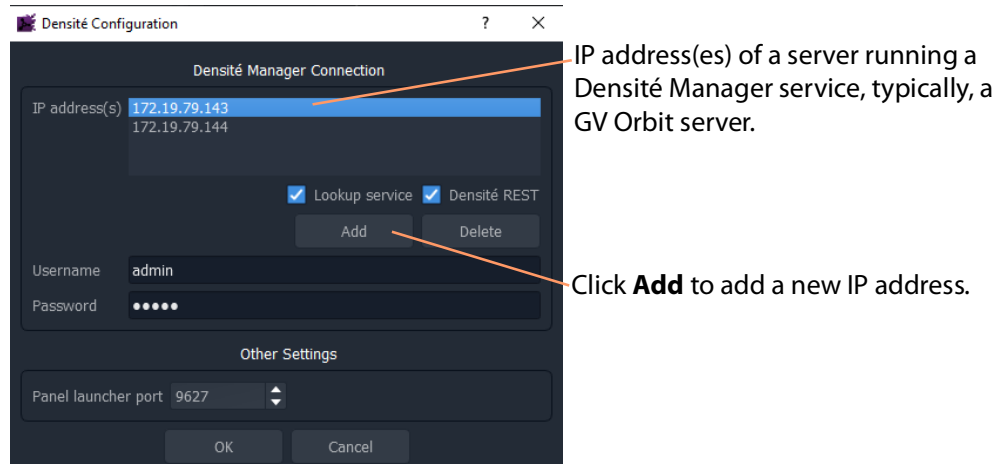 Densité Configuration
?
Densité Manager Connection
IP address(s)
172.19.79.143
172.19.79.144
Lookup service
Densité REST
Add
Delete
Username
admin
Password
•••••
Other Settings
Panel launcher port
9627
OK
Cancel
IP address(es) of a server running a
Densité Manager service, typically, a
GV Orbit server.
Click Add to add a new IP address.